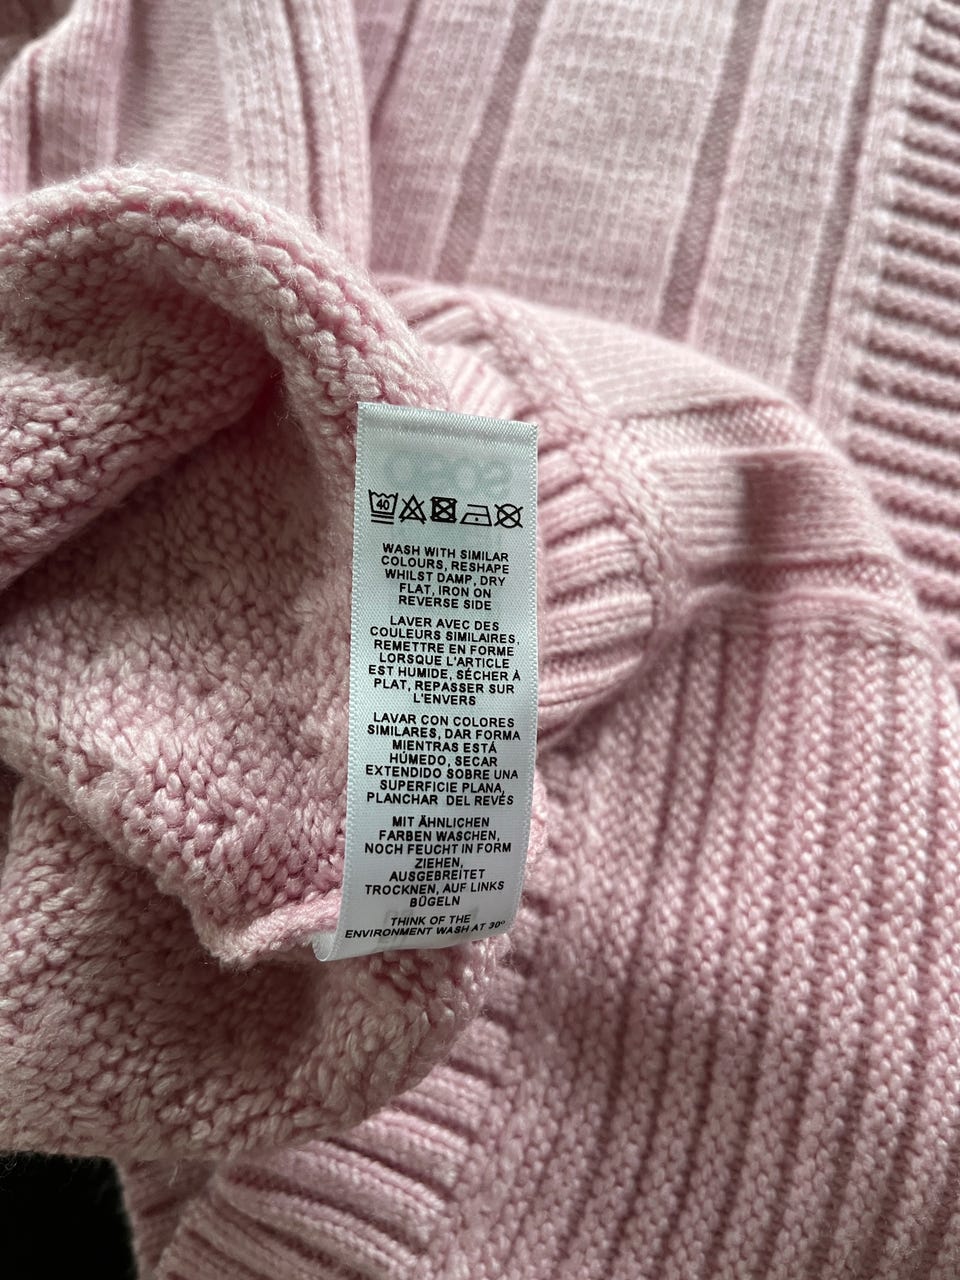 40
WASH WITH SIMILAR
COLOURS, RESHAPE
WHILST DAMP, DRY
FLAT, IRON ON
REVERSE SIDE
LAVER AVEC DES
COULEURS SIMILAIRES,
REMETTRE EN FORME
LORSQUE L'ARTICLE
EST HUMIDE, SÉCHER À
PLAT, REPASSER SUR
L'ENVERS
LAVAR CON COLORES
SIMILARES, DAR FORMA
MIENTRAS ESTÁ
HÚMEDO, SECAR
EXTENDIDO SOBRE UNA
SUPERFICIE PLANA,
PLANCHAR DEL REVÉS
MIT ÄHNLICHEN
FARBEN WASCHEN,
NOCH FEUCHT IN FORM
ZIEHEN,
AUSGEBREITET
TROCKNEN, AUF LINKS
BÜGELN
THINK OF THE
ENVIRONMENT WASH AT 30º